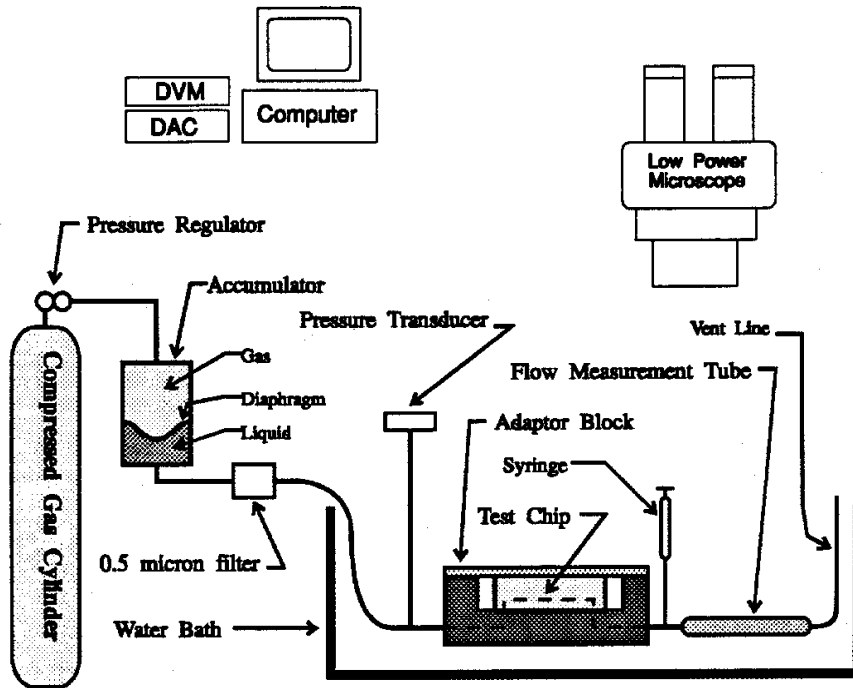 DVM
DAC
Computer
Low Power
Microscope
Pressure Regulator
Accumulator
Pressure Transducer
Vent Line
Gas
Flow Measurement Tube
Diaphragm
Adaptor Block
Liquid
Syringe
Test Chip
Compressed Gas Cylinder
0.5 micron filter
Water Bath